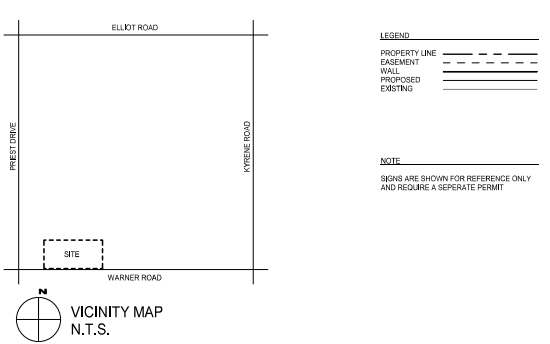 ELLIOT ROAD
PRIEST DRIVE
KYRENE ROAD
SITE
WARNER ROAD
N
VICINITY MAP
N.T.S.
LEGEND
PROPERTY LINE
EASEMENT
WALL
PROPOSED
EXISTING
NOTE
SIGNS ARE SHOWN FOR REFERENCE ONLY
AND REQUIRE A SEPERATE PERMIT